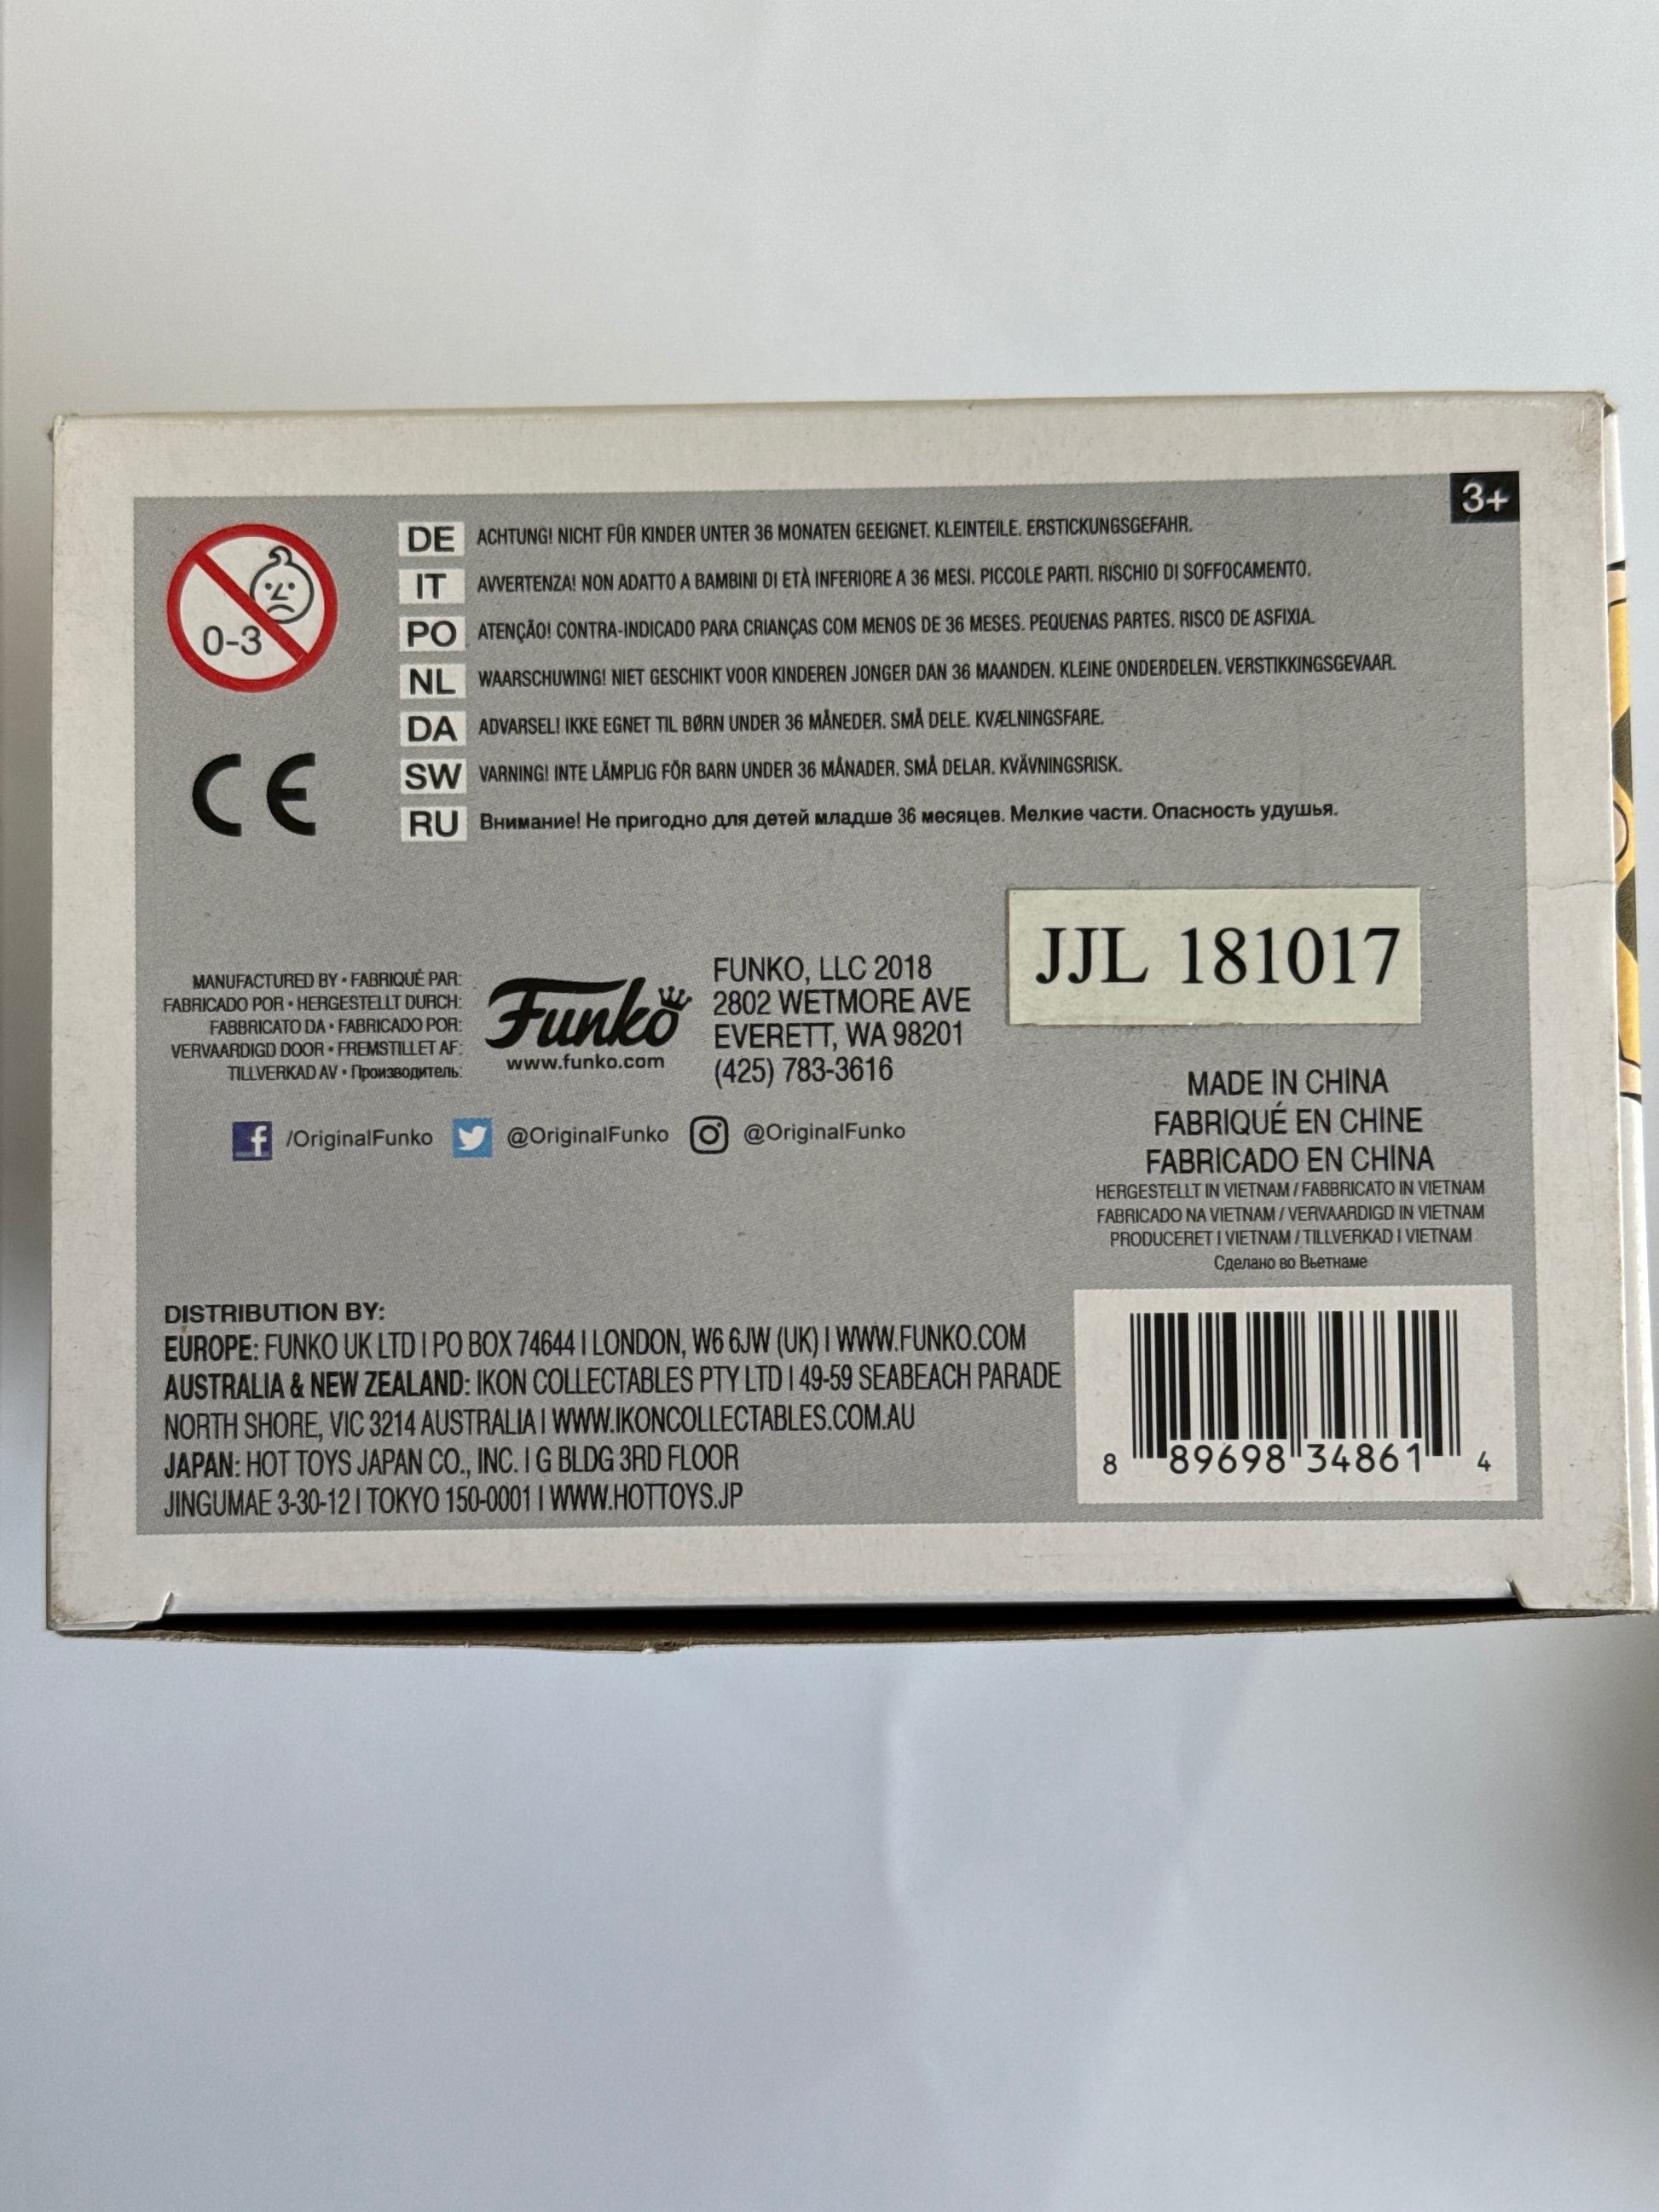 3+
0-3
DE ACHTUNG! NICHT FÜR KINDER UNTER 36 MONATEN GEEIGNET. KLEINTEILE. ERSTICKUNGSGEFAHR.
IT AVVERTENZA! NON ADATTO A BAMBINI DI ETÀ INFERIORE A 36 MESI. PICCOLE PARTI. RISCHIO DI SOFFOCAMENTO.
PO ATENÇÃO! CONTRA-INDICADO PARA CRIANÇAS COM MENOS DE 36 MESES. PEQUENAS PARTES. RISCO DE ASFIXIA.
NL WAARSCHUWING! NIET GESCHIKT VOOR KINDEREN JONGER DAN 36 MAANDEN. KLEINE ONDERDELEN. VERSTIKKINGSGEVAAR.
DA ADVARSEL! IKKE EGNET TIL BØRN UNDER 36 MÅNEDER. SMÅ DELE. KVÆLNINGSFARE.
SW VARNING! INTE LÄMPLIG FÖR BARN UNDER 36 MÅNADER. SMÅ DELAR. KVÄVNINGSRISK.
RU Внимание! Не пригодно для детей младше 36 месяцев. Мелкие части. Опасность удушья.
CE
MANUFACTURED BY • FABRIQUÉ PAR:
FABRICADO POR • HERGESTELLT DURCH:
FABBRICATO DA • FABRICADO POR:
VERVAARDIGD DOOR • FREMSTILLET AF:
TILLVERKAD AV • Производитель:
Funko
www.funko.com
FUNKO, LLC 2018
2802 WETMORE AVE
EVERETT, WA 98201
(425) 783-3616
JJL 181017
/OriginalFunko @OriginalFunko @OriginalFunko
MADE IN CHINA
FABRIQUÉ EN CHINE
FABRICADO EN CHINA
HERGESTELLT IN VIETNAM / FABBRICATO IN VIETNAM
FABRICADO NA VIETNAM / VERVAARDIGD IN VIETNAM
PRODUCERET I VIETNAM / TILLVERKAD I VIETNAM
Сделано во Вьетнаме
DISTRIBUTION BY:
EUROPE: FUNKO UK LTD I PO BOX 74644 I LONDON, W6 6JW (UK) I WWW.FUNKO.COM
AUSTRALIA & NEW ZEALAND: IKON COLLECTABLES PTY LTD I 49-59 SEABEACH PARADE
NORTH SHORE, VIC 3214 AUSTRALIA I WWW.IKONCOLLECTABLES.COM.AU
JAPAN: HOT TOYS JAPAN CO., INC. I G BLDG 3RD FLOOR
JINGUMAE 3-30-12 I TOKYO 150-0001 I WWW.HOTTOYS.JP
8 89698 34861 4